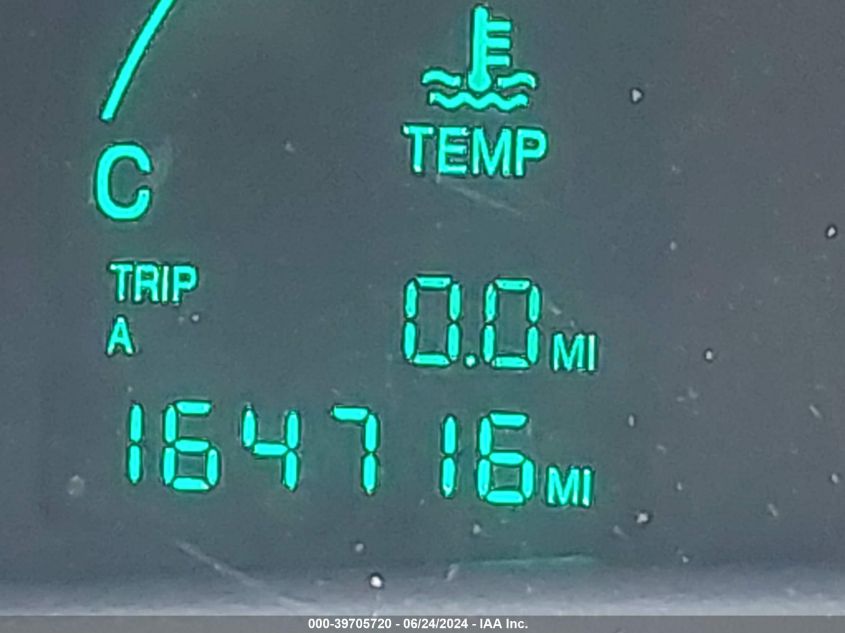 TEMP
C
TRIP
A
0.0 MI
164716 MI
000-39705720 - 06/24/2024 - IAA Inc.